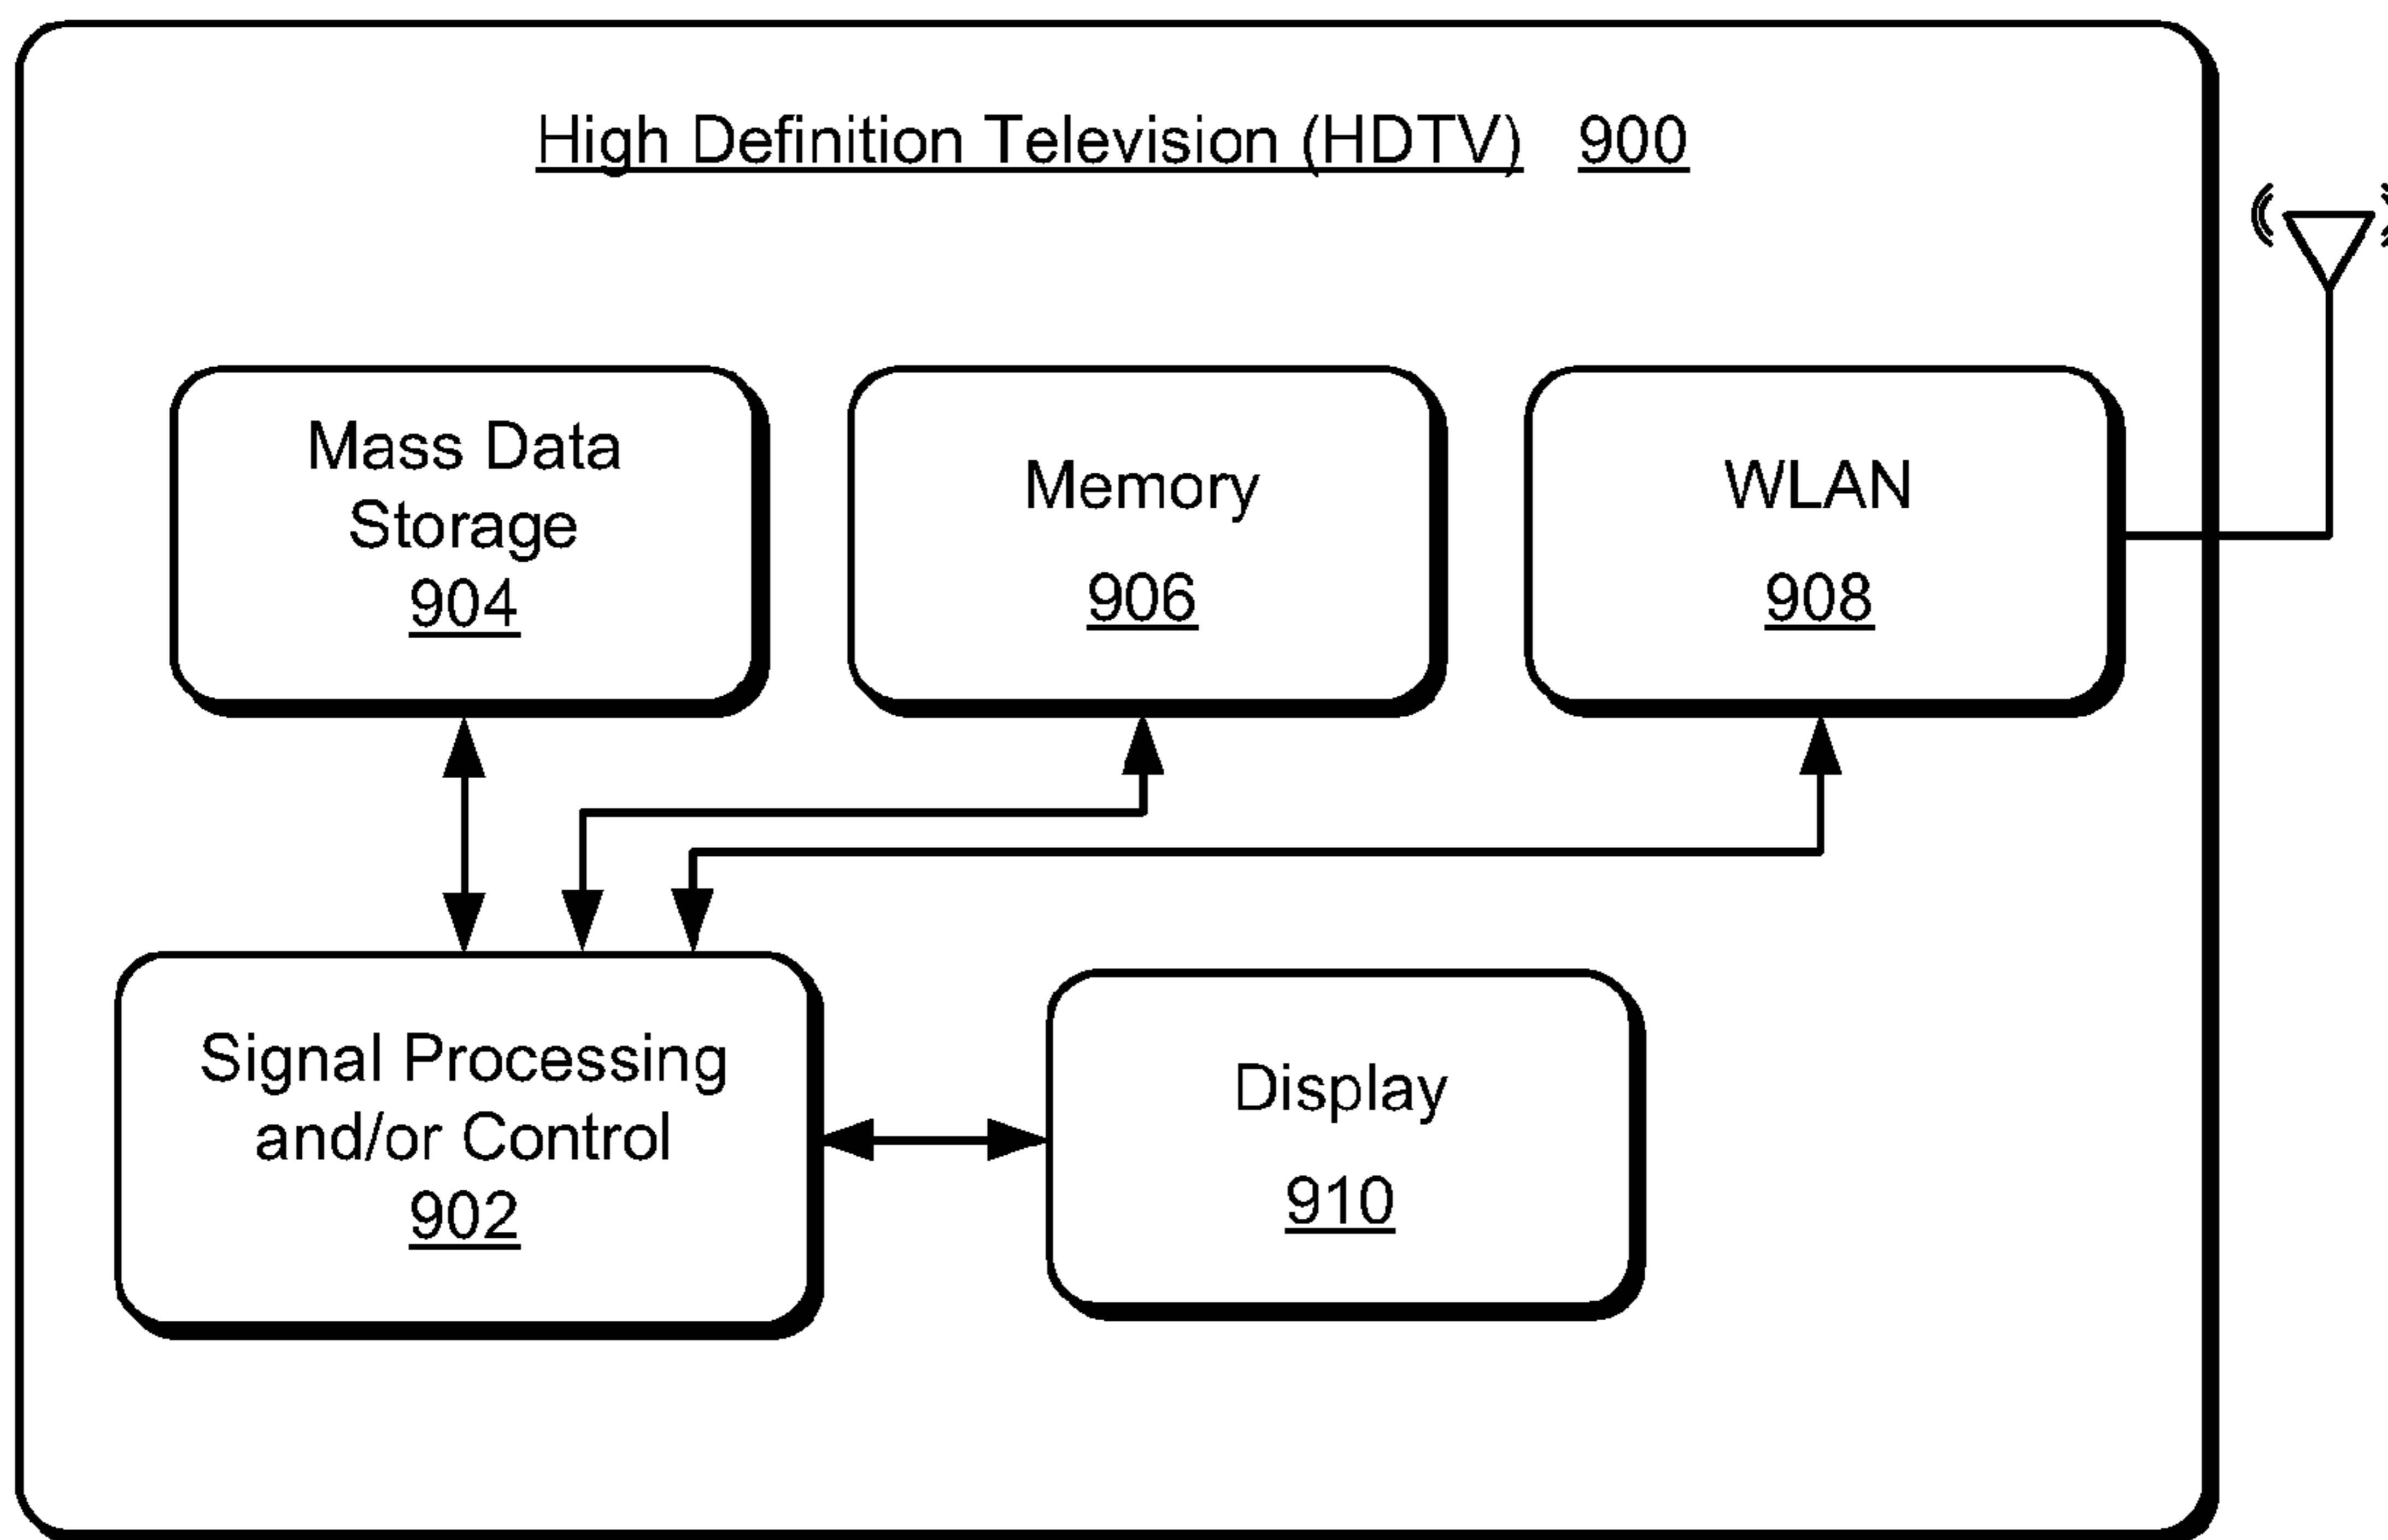 High Definition Television (HDTV) 900
Mass Data
Storage
904
Memory
906
WLAN
908
Signal Processing
and/or Control
902
Display
910